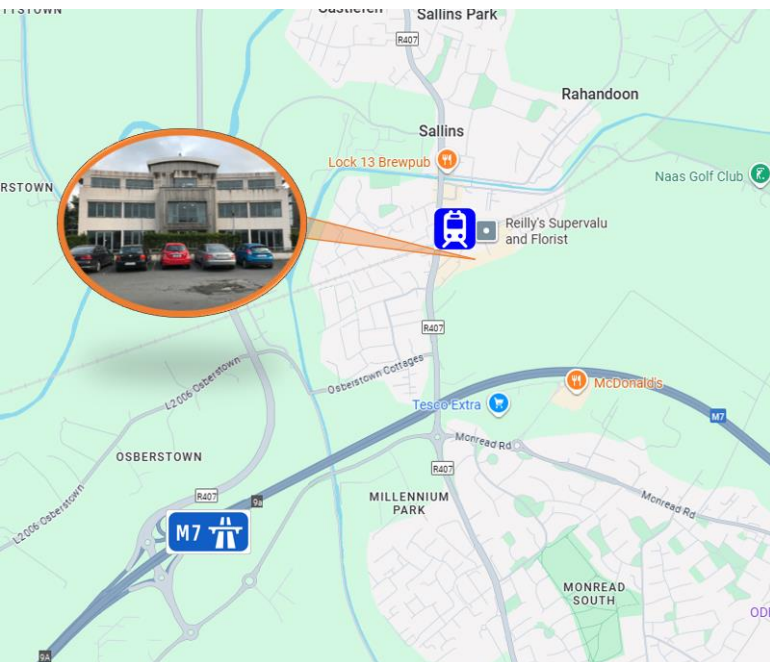 Sallins Park
R407
Rahandoon
Sallins
Lock 13 Brewpub
Naas Golf Club
RSTOWN
Reilly's Supervalu
and Florist
R407
Osberstown Cottages
L2006 Osberstown
McDonald's
Tesco Extra
M7
Monread Rd
OSBERSTOWN
R407
R407
9a
MILLENNIUM
PARK
L2006 Osberstown
M7
Monread Rd
MONREAD
SOUTH
9A